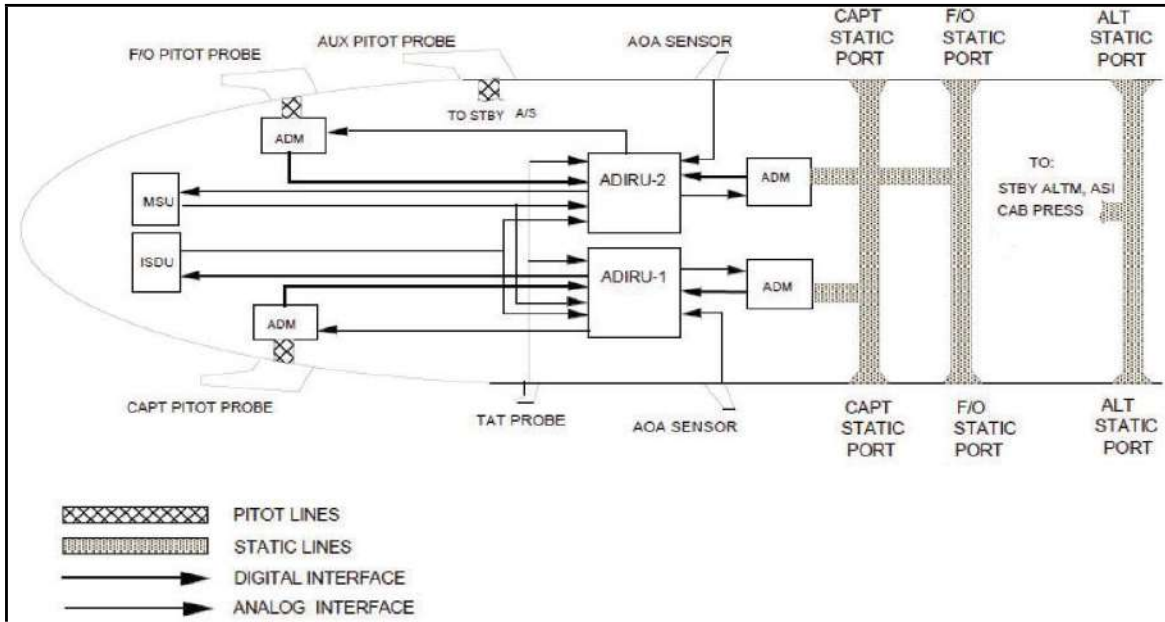 CAPT
STATIC
PORT
F/O
STATIC
PORT
ALT
STATIC
PORT
F/O PITOT PROBE
AUX PITOT PROBE
AOA SENSOR
TO STBY A/S
ADM
MSU
ISDU
ADIRU-2
ADM
TO:
STBY ALTM, ASI
CAB PRESS
ADIRU-1
ADM
ADM
CAPT PITOT PROBE
TAT PROBE
AOA SENSOR
CAPT
STATIC
PORT
F/O
STATIC
PORT
ALT
STATIC
PORT
PITOT LINES
STATIC LINES
DIGITAL INTERFACE
ANALOG INTERFACE